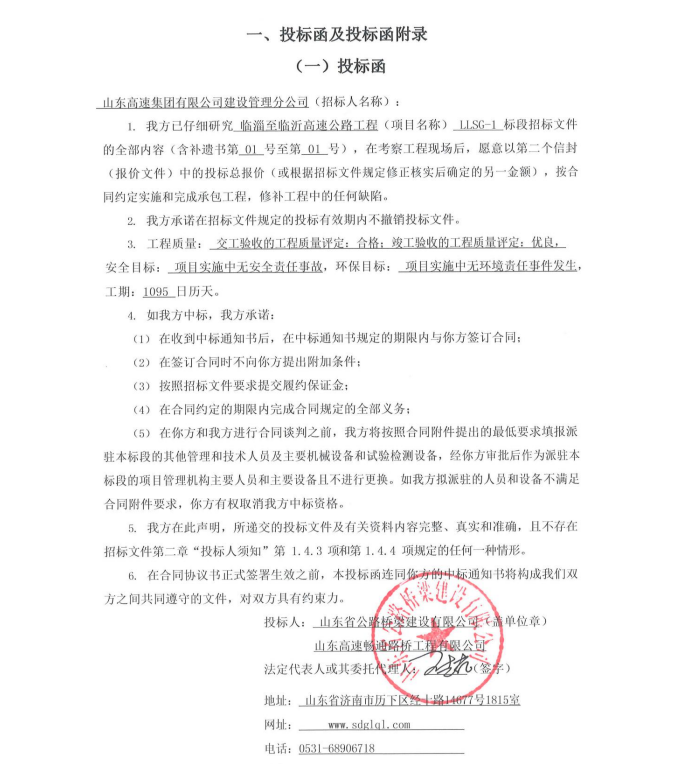 一、投标函及投标函附录
（一）投标函
山东高速集团有限公司建设管理分公司（招标人名称）：
1. 我方已仔细研究 临淄至临沂高速公路工程（项目名称） LLSG-1 标段招标文件
的全部内容（含补遗书第 01 号至第 01 号），在考察工程现场后，愿意以第二个信封
（报价文件）中的投标总报价（或根据招标文件规定修正核实后确定的另一金额），按合
同约定实施和完成承包工程，修补工程中的任何缺陷。
2. 我方承诺在招标文件规定的投标有效期内不撤销投标文件。
3. 工程质量： 交工验收的工程质量评定：合格；竣工验收的工程质量评定：优良，
安全目标： 项目实施中无安全责任事故，环保目标： 项目实施中无环境责任事件发生，
工期：1095 日历天。
4. 如我方中标，我方承诺：
（1）在收到中标通知书后，在中标通知书规定的期限内与你方签订合同；
（2）在签订合同时不向你方提出附加条件；
（3）按照招标文件要求提交履约保证金；
（4）在合同约定的期限内完成合同规定的全部义务；
（5）在你方和我方进行合同谈判之前，我方将按照合同附件提出的最低要求填报派
驻本标段的其他管理和技术人员及主要机械设备和试验检测设备，经你方审批后作为派驻本
标段的项目管理机构主要人员和主要设备且不进行更换。如我方拟派驻的人员和设备不满足
合同附件要求，你方有权取消我方中标资格。
5. 我方在此声明，所递交的投标文件及有关资料内容完整、真实和准确，且不存在
招标文件第二章“投标人须知”第 1.4.3 项和第 1.4.4 项规定的任何一种情形。
6. 在合同协议书正式签署生效之前，本投标函连同你方的中标通知书将构成我们双
方之间共同遵守的文件，对双方具有约束力。
投标人： 山东省公路桥梁建设有限公司（盖单位章）
山东高速畅通路桥工程有限公司
法定代表人或其委托代理人：（签字）
地址： 山东省济南市历下区经十路14677号1815室
网址： www.sdglql.com
电话：0531-68906718